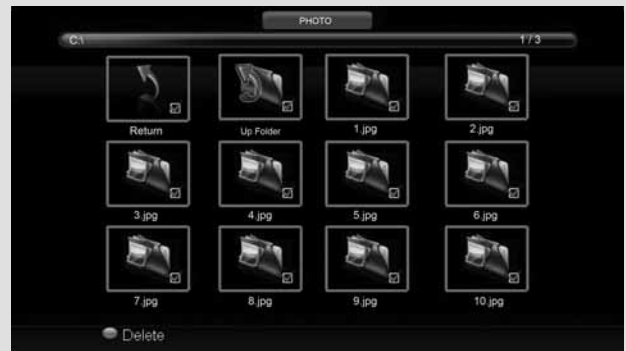 PHOTO
C:\ 1 / 3
Return Up Folder 1.jpg 2.jpg
3.jpg 4.jpg 5.jpg 6.jpg
7.jpg 8.jpg 9.jpg 10.jpg
Delete